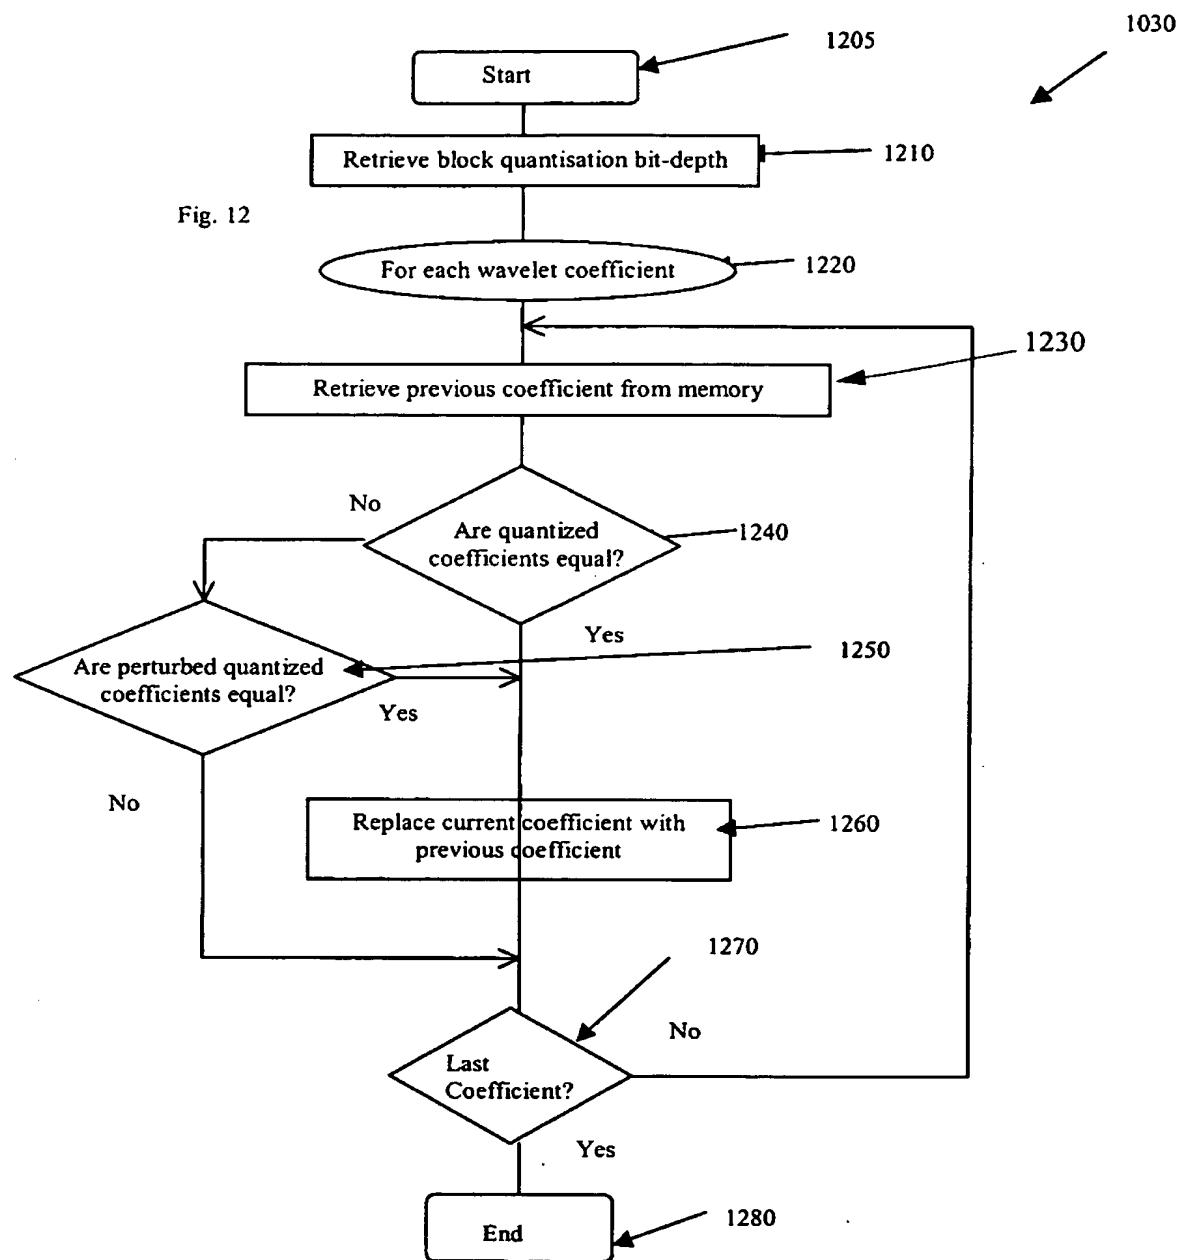 1030
1205
Start
Retrieve block quantisation bit-depth
1210
Fig. 12
For each wavelet coefficient
1220
1230
Retrieve previous coefficient from memory
No
Are quantized
coefficients equal?
1240
Yes
1250
Are perturbed quantized
coefficients equal?
Yes
No
Replace current coefficient with
previous coefficient
1260
1270
No
Last
Coefficient?
Yes
End
1280